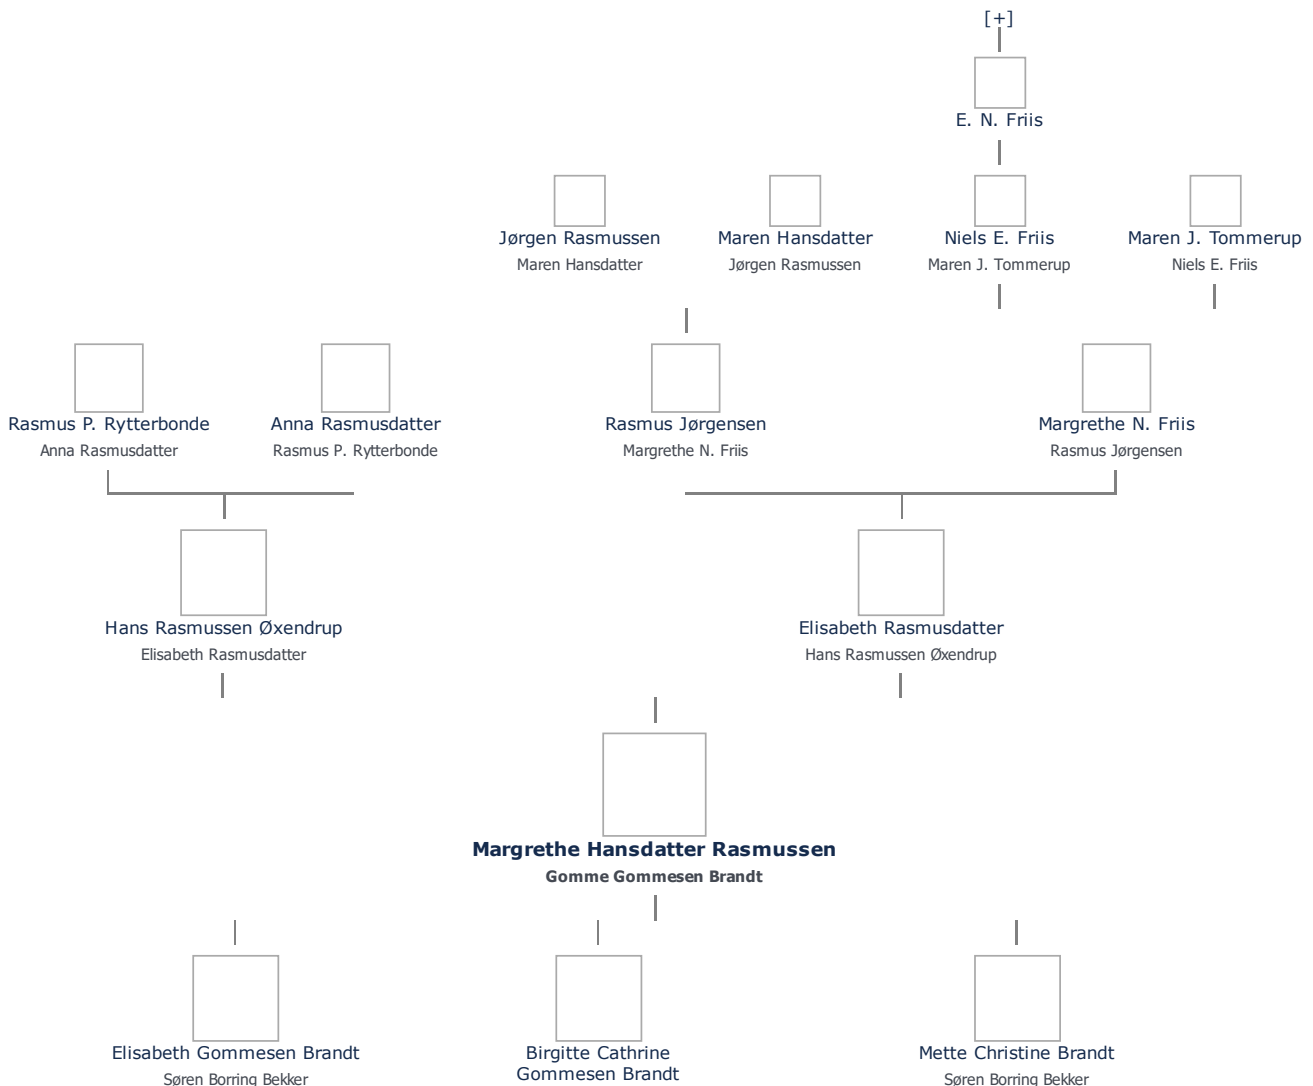 [+]
E. N. Friis
Jørgen Rasmussen
Maren Hansdatter
Maren Hansdatter
Jørgen Rasmussen
Niels E. Friis
Maren J. Tommerup
Maren J. Tommerup
Niels E. Friis
Rasmus P. Rytterbonde
Anna Rasmusdatter
Anna Rasmusdatter
Rasmus P. Rytterbonde
Rasmus Jørgensen
Margrethe N. Friis
Margrethe N. Friis
Rasmus Jørgensen
Hans Rasmussen Øxendrup
Elisabeth Rasmusdatter
Elisabeth Rasmusdatter
Hans Rasmussen Øxendrup
Margrethe Hansdatter Rasmussen
Gomme Gommesen Brandt
Elisabeth Gommesen Brandt
Søren Borring Bekker
Birgitte Cathrine
Gommesen Brandt
Mette Christine Brandt
Søren Borring Bekker